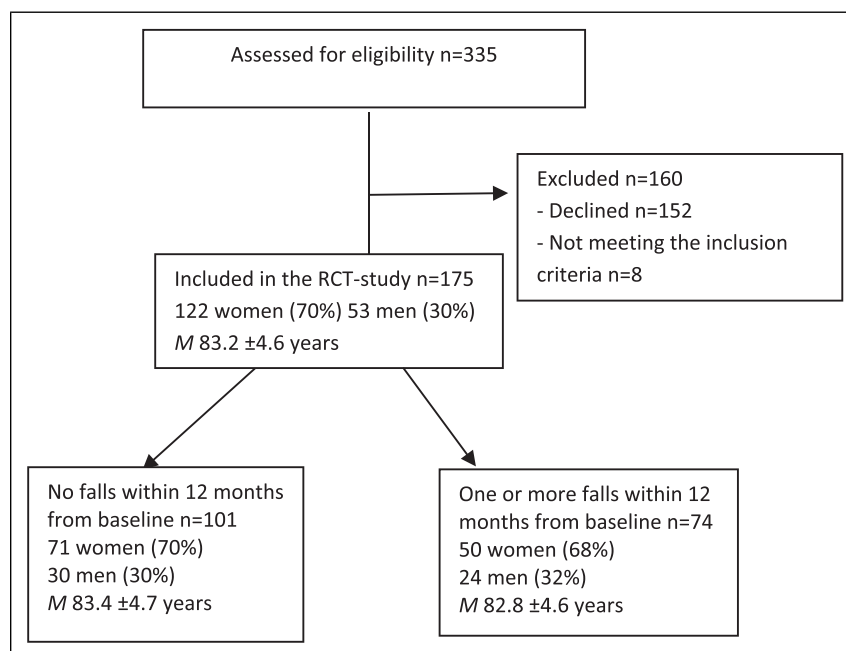 Assessed for eligibility n=335
Excluded n=160
- Declined n=152
- Not meeting the inclusion
criteria n=8
Included in the RCT-study n=175
122 women (70%) 53 men (30%)
M 83.2 ±4.6 years
No falls within 12 months
from baseline n=101
71 women (70%)
30 men (30%)
M 83.4 ±4.7 years
One or more falls within 12
months from baseline n=74
50 women (68%)
24 men (32%)
M 82.8 ±4.6 years